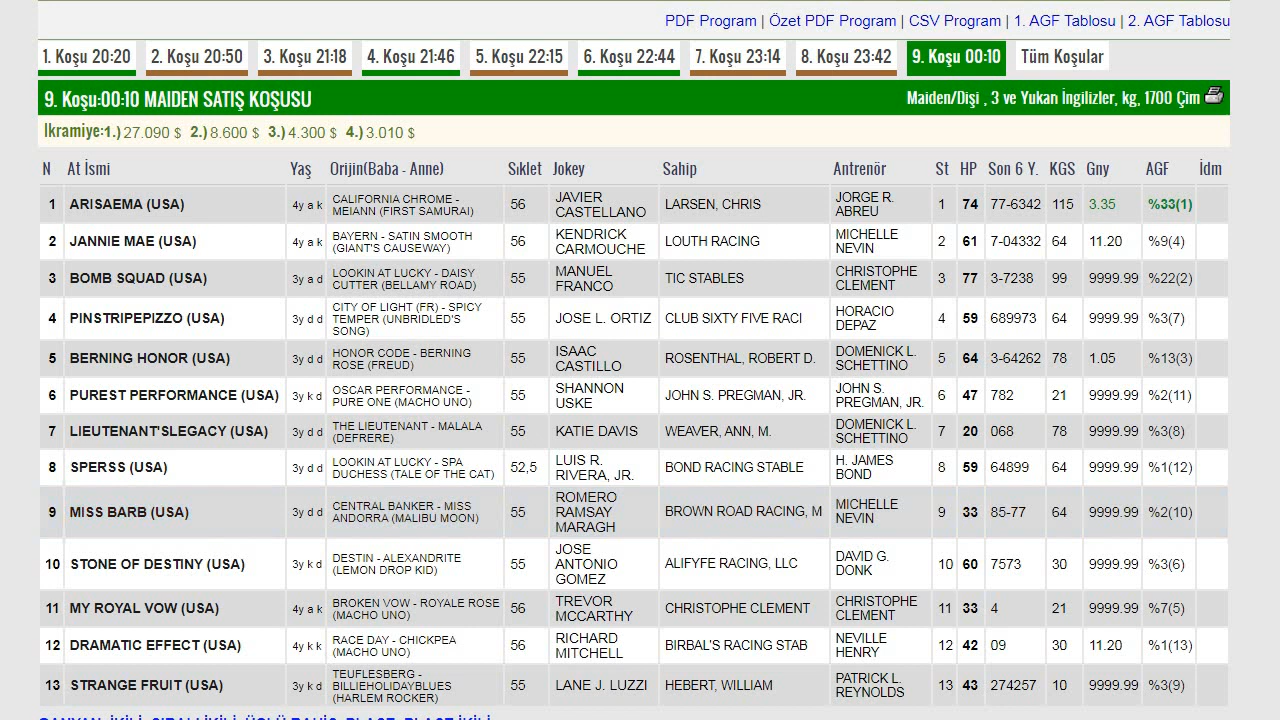 PDF Program | Özet PDF Program | CSV Program | 1. AGF Tablosu | 2. AGF Tablosu
1. Koşu 20:20 2. Koşu 20:50 3. Koşu 21:18 4. Koşu 21:46 5. Koşu 22:15 6. Koşu 22:44 7. Koşu 23:14 8. Koşu 23:42 9. Koşu 00:10 Tüm Koşular
9. Koşu:00:10 MAIDEN SATIŞ KOŞUSU Maiden/Dişi , 3 ve Yukarı İngilizler, kg, 1700 Çim
İkramiye:1.) 27.090 $ 2.) 8.600 $ 3.) 4.300 $ 4.) 3.010 $
N At İsmi Yaş Orijin(Baba - Anne) Sıklet Jokey Sahip Antrenör St HP Son 6 Y. KGS Gny AGF İdm
1 ARISAEMA (USA) 4y a k CALIFORNIA CHROME - MEIANN (FIRST SAMURAI) 56 JAVIER CASTELLANO LARSEN, CHRIS JORGE R. ABREU 1 74 77-6342 115 3.35 %33(1)
2 JANNIE MAE (USA) 4y a k BAYERN - SATIN SMOOTH (GIANT'S CAUSEWAY) 56 KENDRICK CARMOUCHE LOUTH RACING MICHELLE NEVIN 2 61 7-04332 64 11.20 %9(4)
3 BOMB SQUAD (USA) 3y a d LOOKIN AT LUCKY - DAISY CUTTER (BELLAMY ROAD) 55 MANUEL FRANCO TIC STABLES CHRISTOPHE CLEMENT 3 77 3-7238 99 9999.99 %22(2)
4 PINSTRIPEPIZZO (USA) 3y d d CITY OF LIGHT (FR) - SPICY TEMPER (UNBRIDLED'S SONG) 55 JOSE L. ORTIZ CLUB SIXTY FIVE RACI HORACIO DEPAZ 4 59 689973 64 9999.99 %3(7)
5 BERNING HONOR (USA) 3y d d HONOR CODE - BERNING ROSE (FREUD) 55 ISAAC CASTILLO ROSENTHAL, ROBERT D. DOMENICK L. SCHETTINO 5 64 3-64262 78 1.05 %13(3)
6 PUREST PERFORMANCE (USA) 3y k d OSCAR PERFORMANCE - PURE ONE (MACHO UNO) 55 SHANNON USKE JOHN S. PREGMAN, JR. JOHN S. PREGMAN, JR. 6 47 782 21 9999.99 %2(11)
7 LIEUTENANT'SLEGACY (USA) 3y d d THE LIEUTENANT - MALALA (DEFRERE) 55 KATIE DAVIS WEAVER, ANN, M. DOMENICK L. SCHETTINO 7 20 068 78 9999.99 %3(8)
8 SPERSS (USA) 3y d d LOOKIN AT LUCKY - SPA DUCHESS (TALE OF THE CAT) 52,5 LUIS R. RIVERA, JR. BOND RACING STABLE H. JAMES BOND 8 59 64899 64 9999.99 %1(12)
9 MISS BARB (USA) 3y d d CENTRAL BANKER - MISS ANDORRA (MALIBU MOON) 55 ROMERO RAMSAY MARAGH BROWN ROAD RACING, M MICHELLE NEVIN 9 33 85-77 64 9999.99 %2(10)
10 STONE OF DESTINY (USA) 3y k d DESTIN - ALEXANDRITE (LEMON DROP KID) 55 JOSE ANTONIO GOMEZ ALIFYFE RACING, LLC DAVID G. DONK 10 60 7573 30 9999.99 %3(6)
11 MY ROYAL VOW (USA) 4y a k BROKEN VOW - ROYALE ROSE (MACHO UNO) 56 TREVOR MCCARTHY CHRISTOPHE CLEMENT CHRISTOPHE CLEMENT 11 33 4 21 9999.99 %7(5)
12 DRAMATIC EFFECT (USA) 4y k k RACE DAY - CHICKPEA (MACHO UNO) 56 RICHARD MITCHELL BIRBAL'S RACING STAB NEVILLE HENRY 12 42 09 30 11.20 %1(13)
13 STRANGE FRUIT (USA) 3y k d TEUFLESBERG - BILLIEHOLIDAYBLUES (HARLEM ROCKER) 55 LANE J. LUZZI HEBERT, WILLIAM PATRICK L. REYNOLDS 13 43 274257 10 9999.99 %3(9)